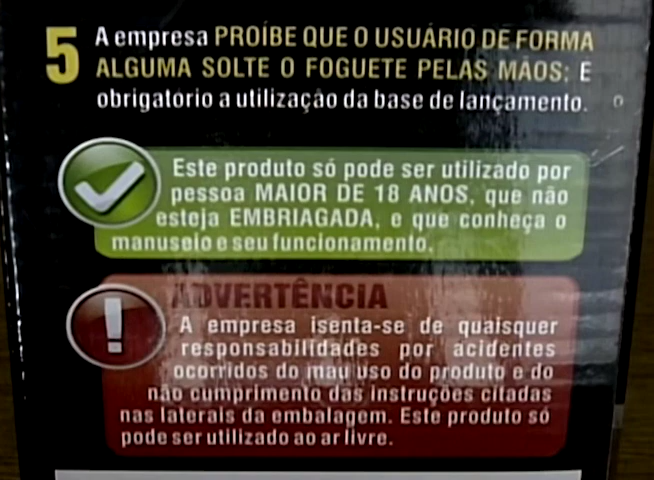 5 A empresa PROÍBE QUE O USUÁRIO DE FORMA
ALGUMA SOLTE O FOGUETE PELAS MÃOS: E
obrigatório a utilização da base de lançamento.
Este produto só pode ser utilizado por
pessoa MAIOR DE 18 ANOS, que não
esteja EMBRIAGADA, e que conheça o
manuseio e seu funcionamento.
ADVERTÊNCIA
A empresa isenta-se de quaisquer
responsabilidades por acidentes
ocorridos do mau uso do produto e do
não cumprimento das instruções citadas
nas laterais da embalagem. Este produto só
pode ser utilizado ao ar livre.